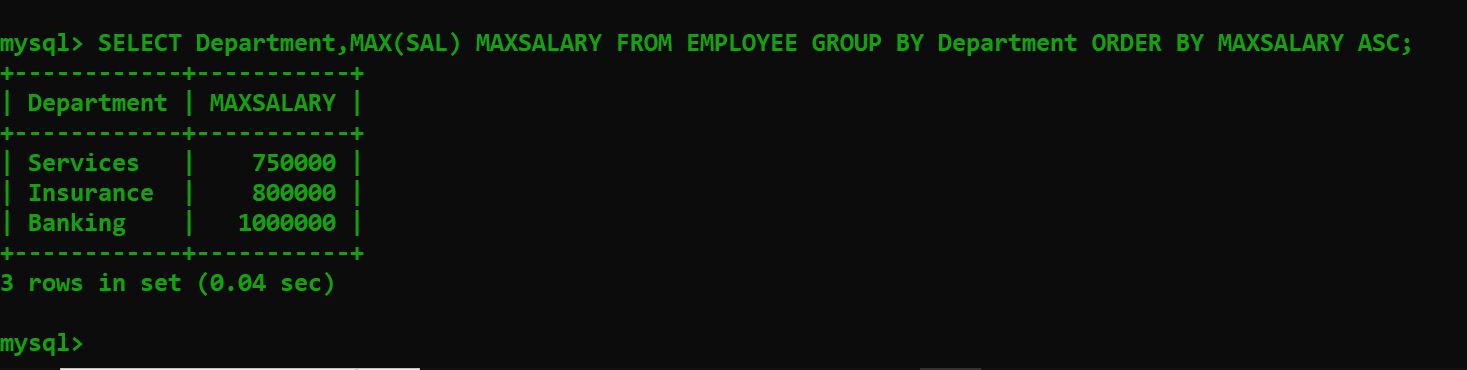 mysql> SELECT Department,MAX(SAL) MAXSALARY FROM EMPLOYEE GROUP BY Department ORDER BY MAXSALARY ASC;
+------------+-----------+
| Department | MAXSALARY |
+------------+-----------+
| Services   |    750000 |
| Insurance  |    800000 |
| Banking    |   1000000 |
+------------+-----------+
3 rows in set (0.04 sec)
mysql>